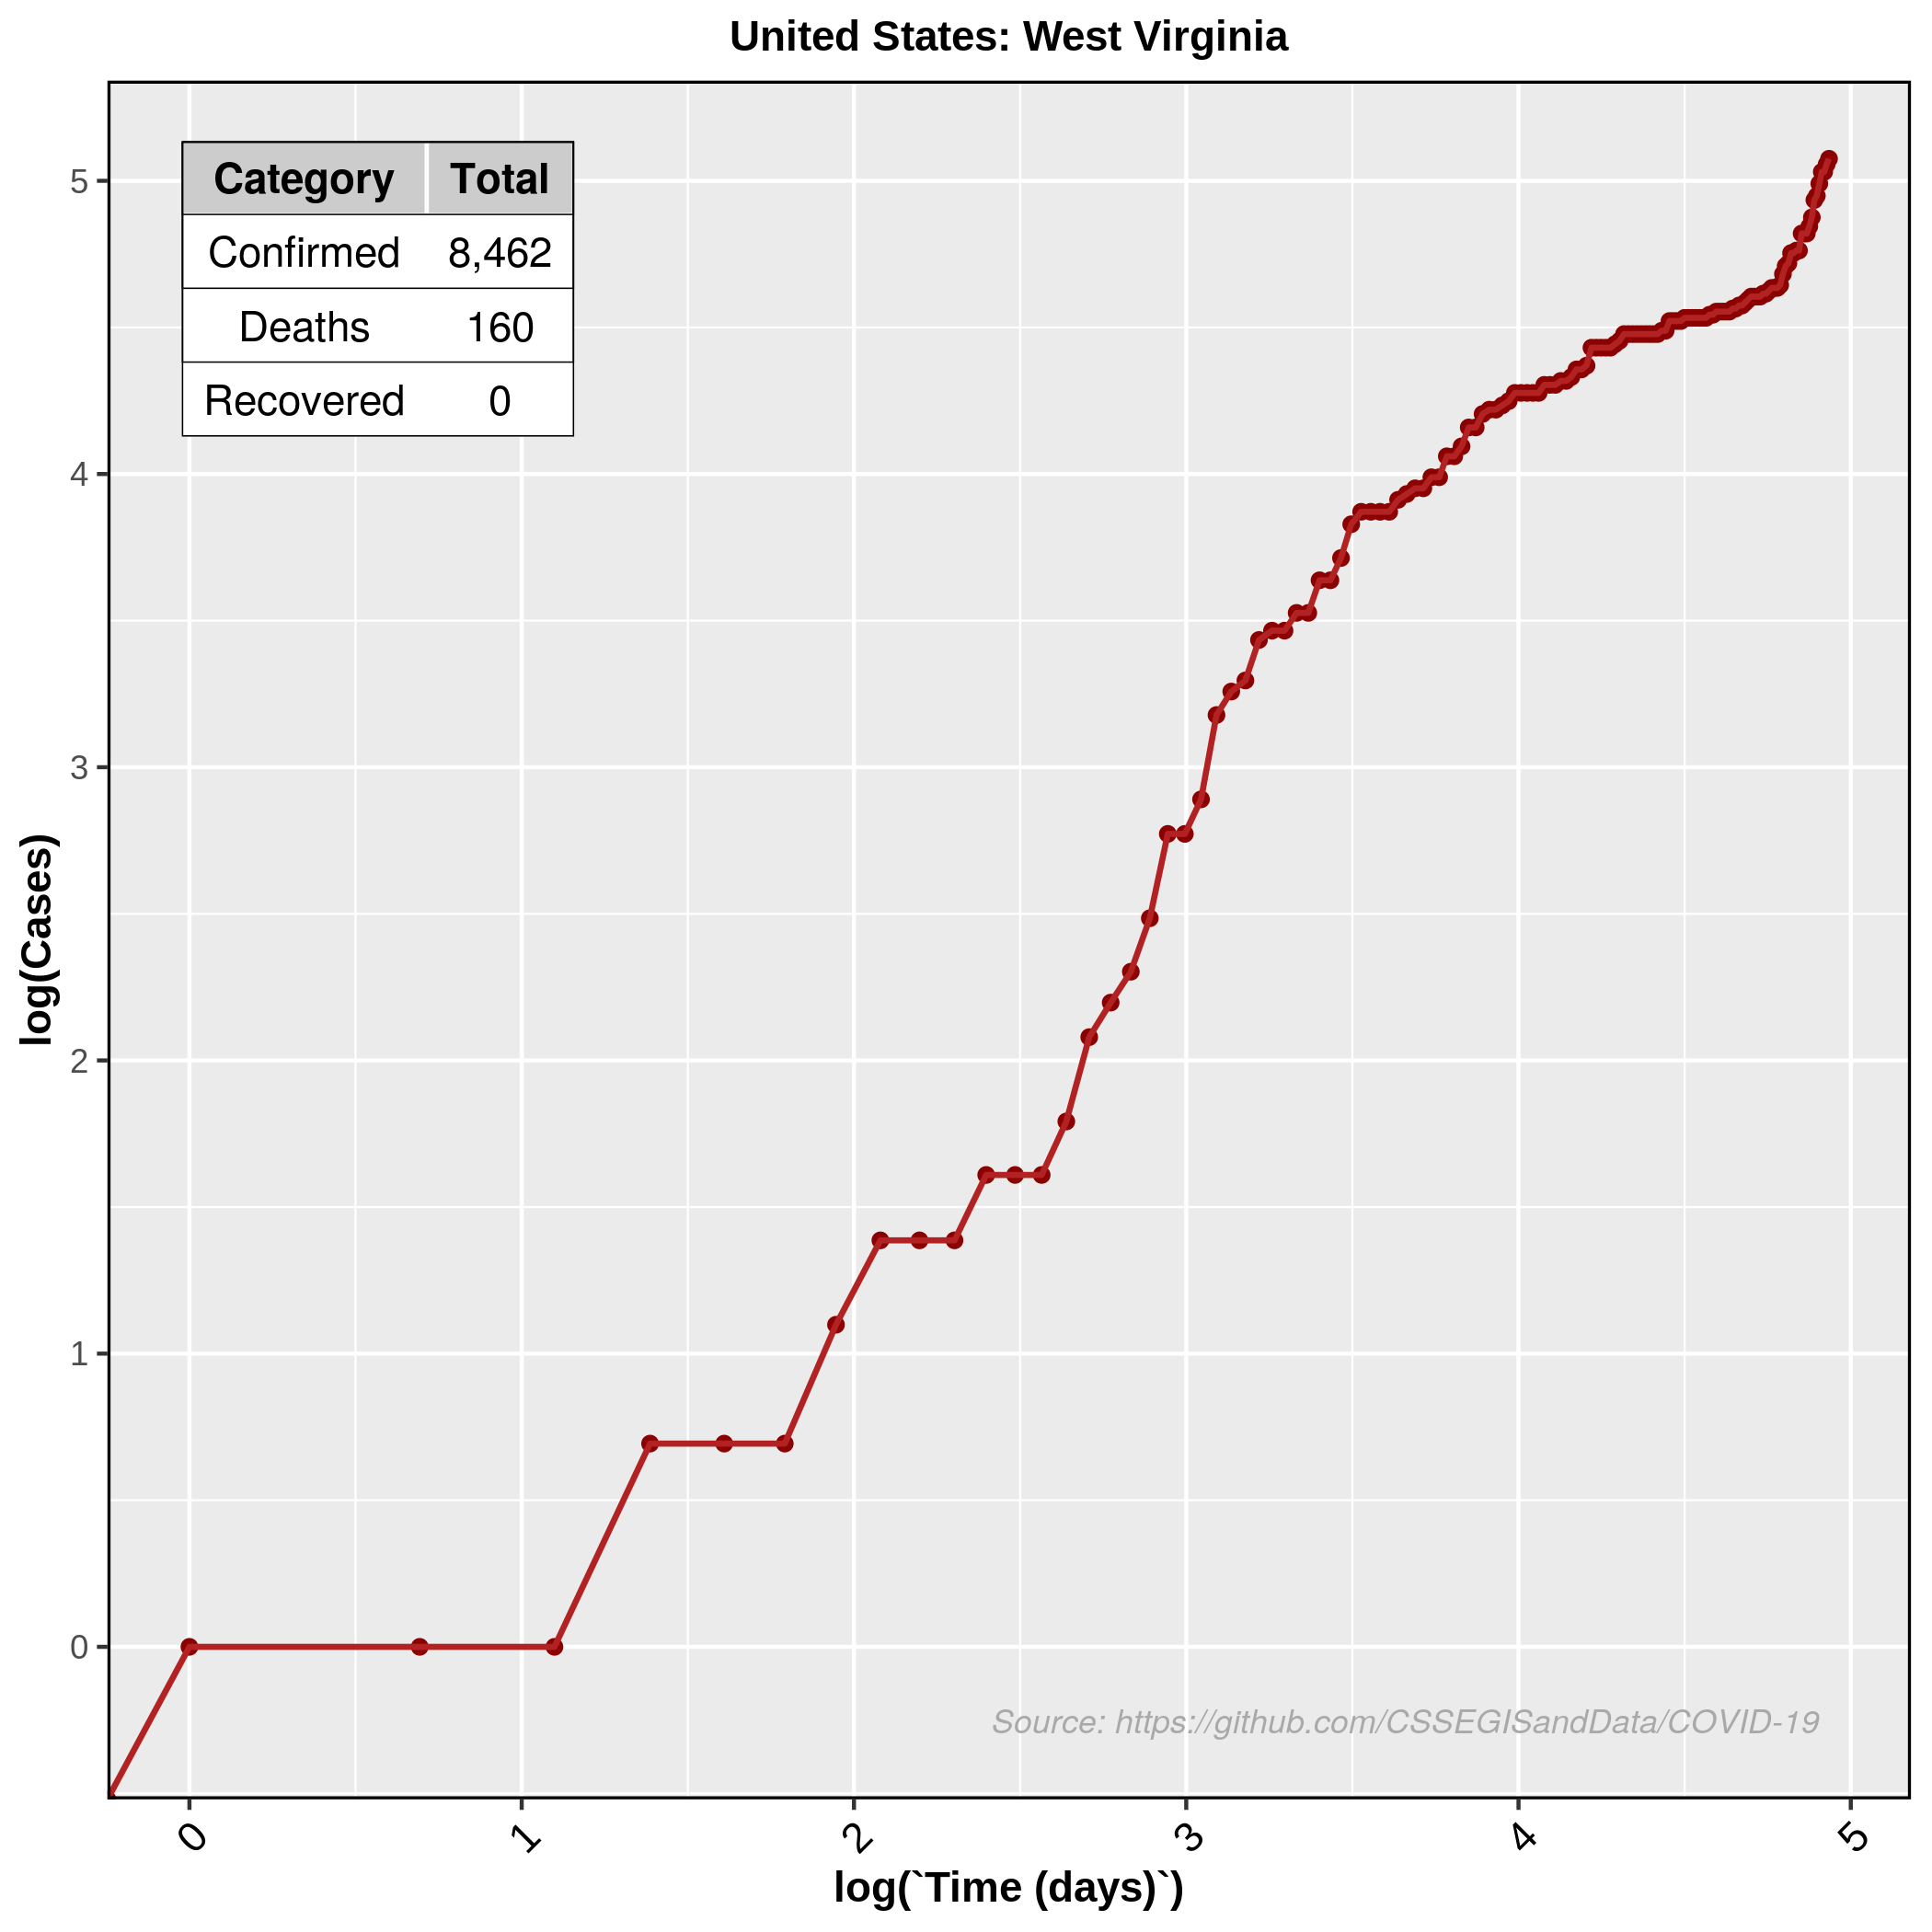 United States: West Virginia
Category Total
Confirmed 8,462
Deaths 160
Recovered 0
5
4
3
2
1
0
log(Cases)
Source: https://github.com/CSSEGISandData/COVID-19
0 1 2 3 4 5
log(`Time (days)`)